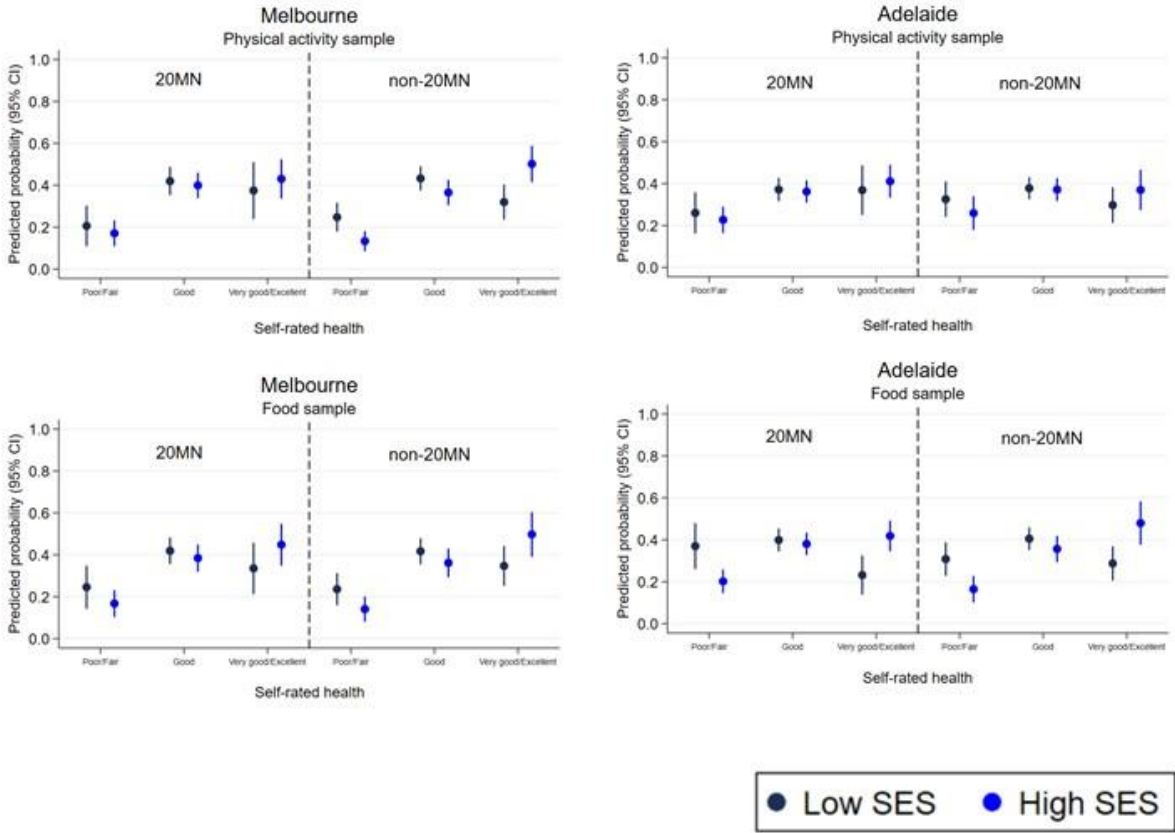 Melbourne
Physical activity sample
Predicted probability (95% CI)
1.0
0.8
0.6
0.4
0.2
0.0
20MN
non-20MN
Poor/Fair Good Very good/Excellent Poor/Fair Good Very good/Excellent
Self-rated health
Adelaide
Physical activity sample
Predicted probability (95% CI)
1.0
0.8
0.6
0.4
0.2
0.0
20MN
non-20MN
Poor/Fair Good Very good/Excellent Poor/Fair Good Very good/Excellent
Self-rated health
Melbourne
Food sample
Predicted probability (95% CI)
1.0
0.8
0.6
0.4
0.2
0.0
20MN
non-20MN
Poor/Fair Good Very good/Excellent Poor/Fair Good Very good/Excellent
Self-rated health
Adelaide
Food sample
Predicted probability (95% CI)
1.0
0.8
0.6
0.4
0.2
0.0
20MN
non-20MN
Poor/Fair Good Very good/Excellent Poor/Fair Good Very good/Excellent
Self-rated health
Low SES High SES